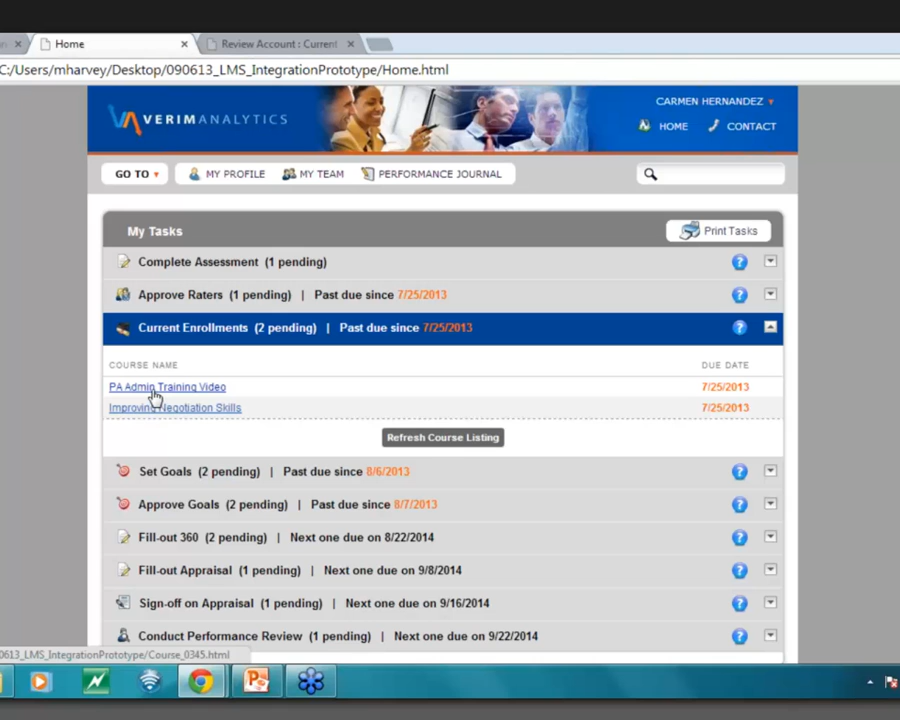 Home
Review Account : Current
C:/Users/mharvey/Desktop/090613_LMS_IntegrationPrototype/Home.html
VERIMANALYTICS
CARMEN HERNANDEZ
HOME CONTACT
GO TO MY PROFILE MY TEAM PERFORMANCE JOURNAL
My Tasks Print Tasks
Complete Assessment (1 pending)
Approve Raters (1 pending) | Past due since 7/25/2013
Current Enrollments (2 pending) | Past due since 7/25/2013
COURSE NAME DUE DATE
PA Admin Training Video 7/25/2013
Improving Negotiation Skills 7/25/2013
Refresh Course Listing
Set Goals (2 pending) | Past due since 8/6/2013
Approve Goals (2 pending) | Past due since 8/7/2013
Fill-out 360 (2 pending) | Next one due on 8/22/2014
Fill-out Appraisal (1 pending) | Next one due on 9/8/2014
Sign-off on Appraisal (1 pending) | Next one due on 9/16/2014
Conduct Performance Review (1 pending) | Next one due on 9/22/2014
0613_LMS_IntegrationPrototype/Course_0345.html